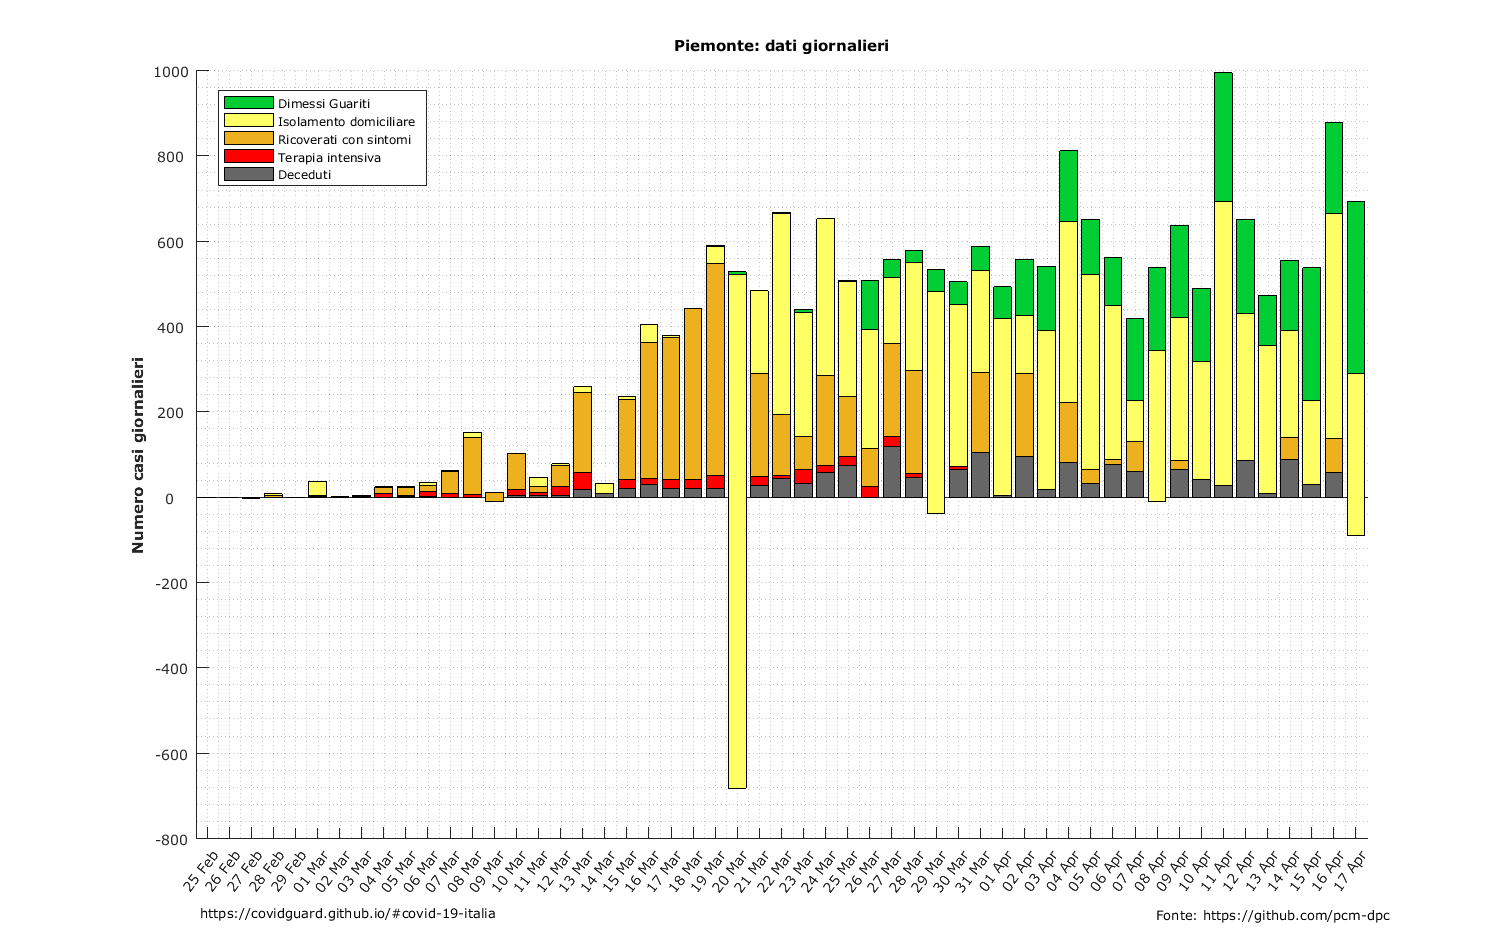 Piemonte: dati giornalieri
1000
800
600
400
200
0
-200
-400
-600
-800
Numero casi giornalieri
Dimessi Guariti
Isolamento domiciliare
Ricoverati con sintomi
Terapia intensiva
Deceduti
25 Feb
26 Feb
27 Feb
28 Feb
29 Feb
01 Mar
02 Mar
03 Mar
04 Mar
05 Mar
06 Mar
07 Mar
08 Mar
09 Mar
10 Mar
11 Mar
12 Mar
13 Mar
14 Mar
15 Mar
16 Mar
17 Mar
18 Mar
19 Mar
20 Mar
21 Mar
22 Mar
23 Mar
24 Mar
25 Mar
26 Mar
27 Mar
28 Mar
29 Mar
30 Mar
31 Mar
01 Apr
02 Apr
03 Apr
04 Apr
05 Apr
06 Apr
07 Apr
08 Apr
09 Apr
10 Apr
11 Apr
12 Apr
13 Apr
14 Apr
15 Apr
16 Apr
17 Apr
https://covidguard.github.io/#covid-19-italia
Fonte: https://github.com/pcm-dpc